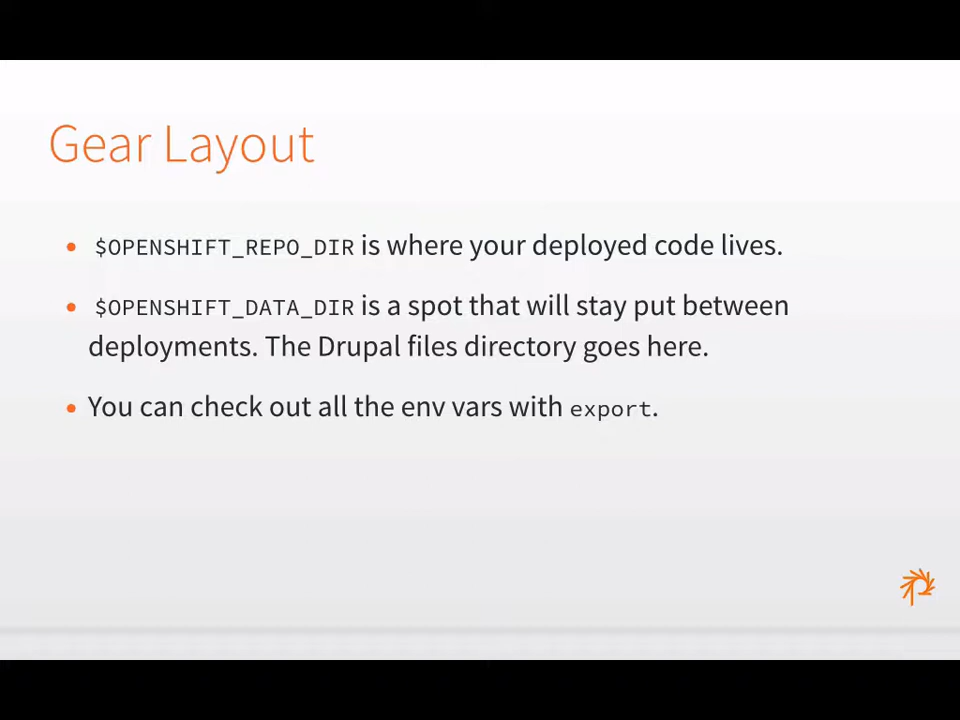 Gear Layout
• $OPENSHIFT_REPO_DIR is where your deployed code lives.
• $OPENSHIFT_DATA_DIR is a spot that will stay put between
deployments. The Drupal files directory goes here.
• You can check out all the env vars with export.